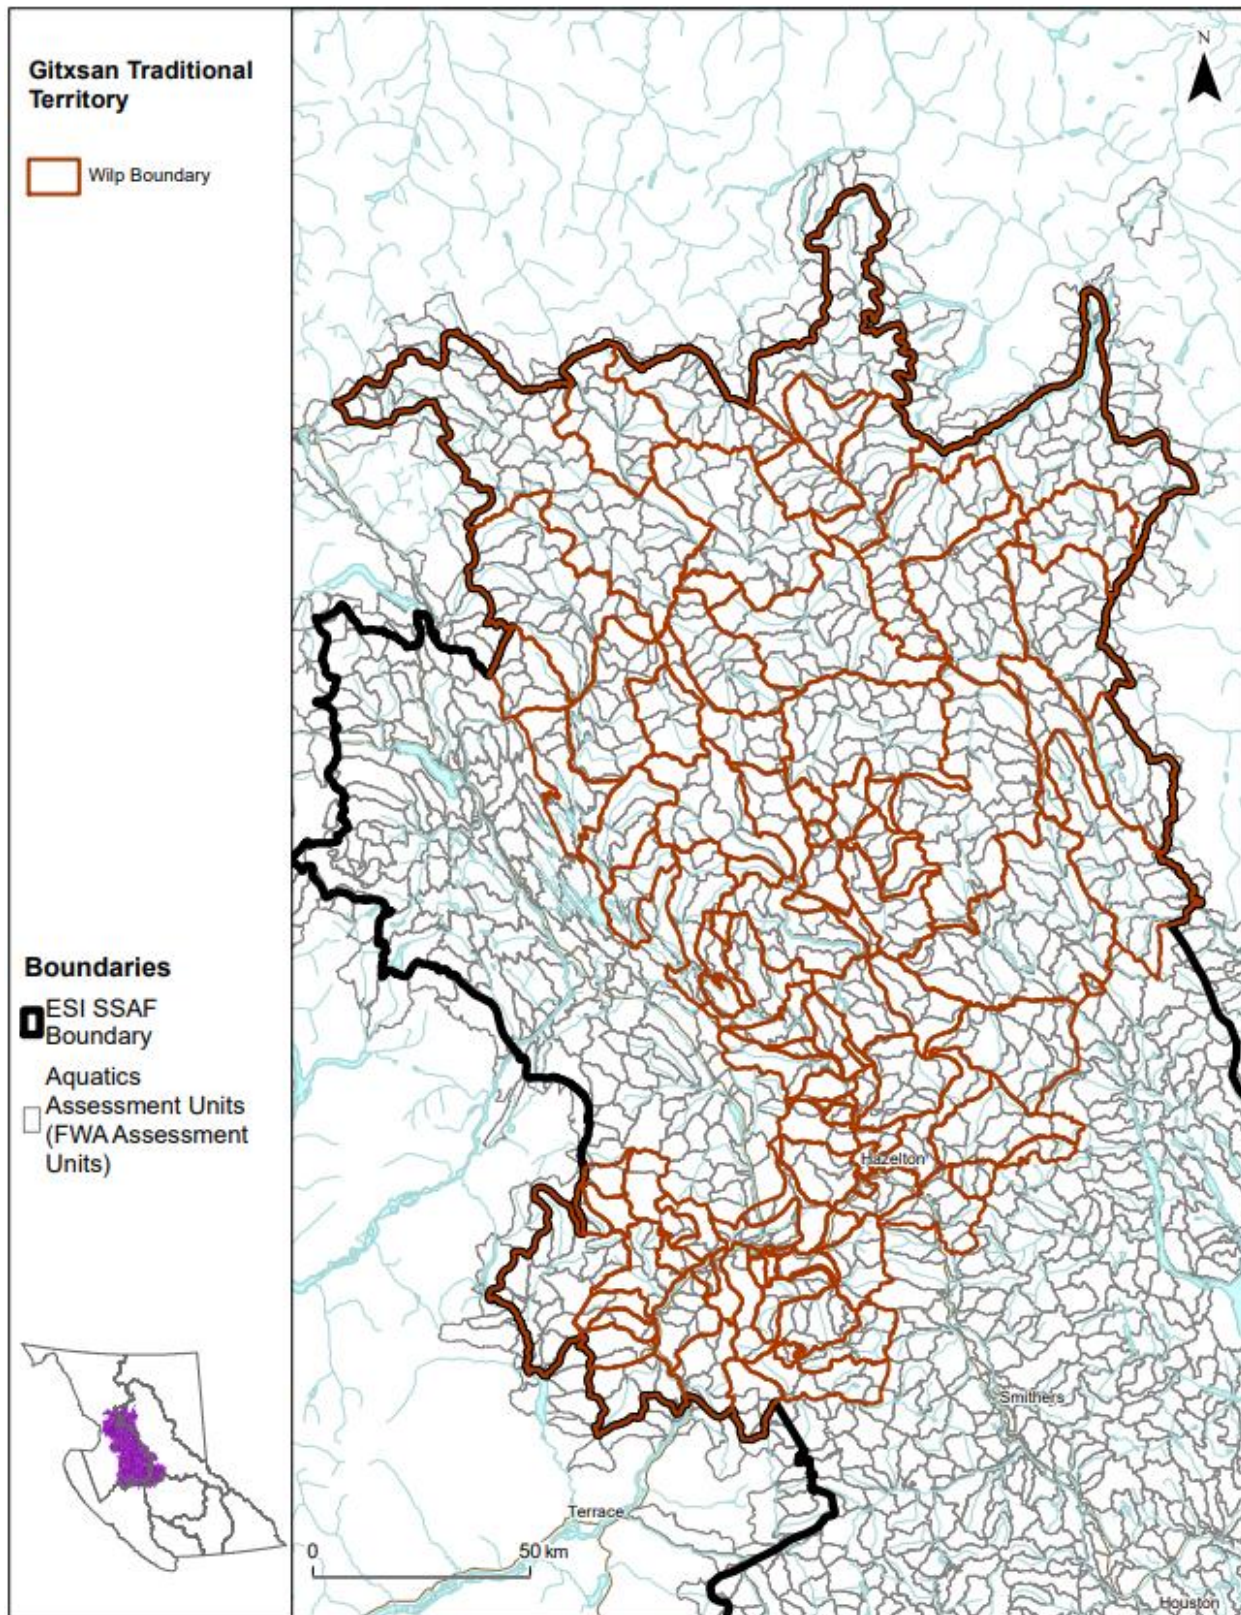 Gitxsan Traditional
Territory
Wilp Boundary
Boundaries
ESI SSAF
Boundary
Aquatics
Assessment Units
(FWA Assessment
Units)
N
Hazelton
Smithers
Terrace
0 50 km
Houston